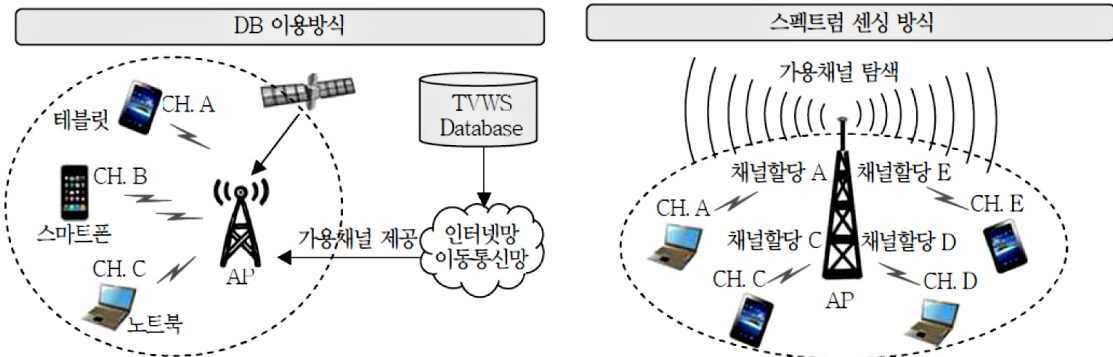 DB 이용방식
테블릿
CH. A
CH. B
스마트폰
CH. C
노트북
AP
TVWS
Database
가용채널 제공
인터넷망
이동통신망
스펙트럼 센싱 방식
가용채널 탐색
채널할당 A
채널할당 E
CH. A
CH. E
채널할당 C
채널할당 D
CH. C
CH. D
AP